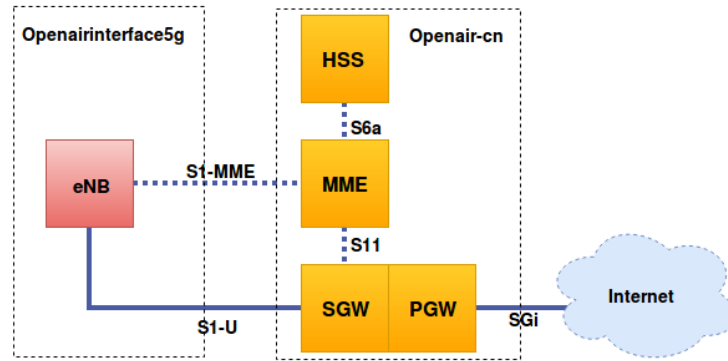 Openairinterface5g
Openair-cn
HSS
S6a
S1-MME
eNB
MME
S11
SGW
PGW
S1-U
SGi
Internet